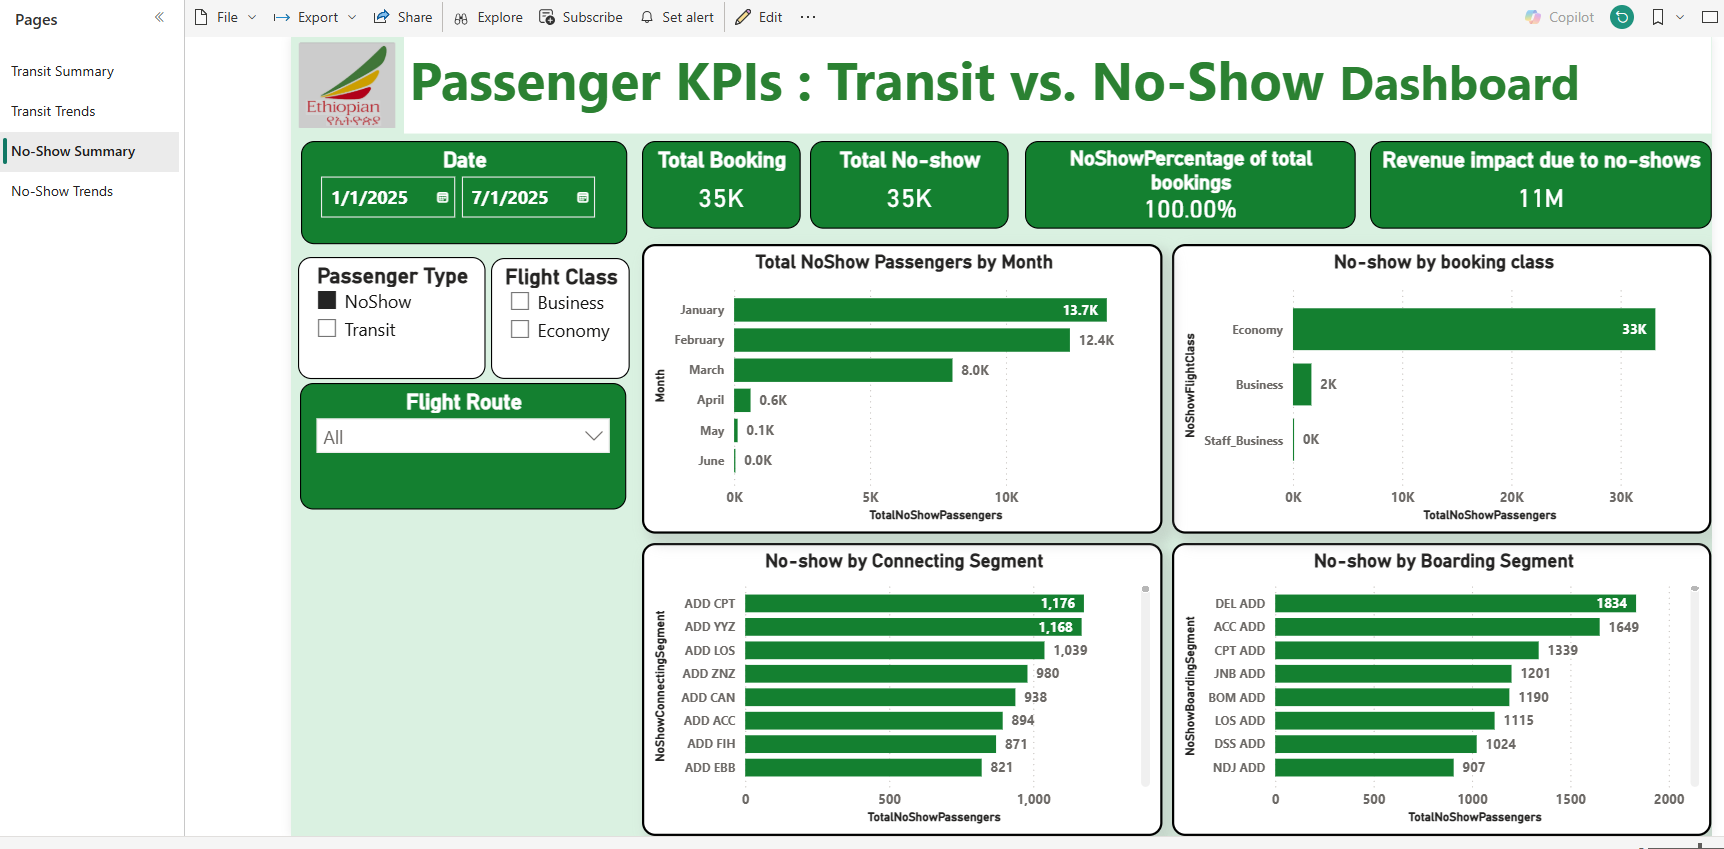 Pages
Transit Summary
Transit Trends
No-Show Summary
No-Show Trends
File
Export
Share
Explore
Subscribe
Set alert
Edit
Copilot
Ethiopian
የኢትዮጵያ
Passenger KPIs : Transit vs. No-Show Dashboard
Date
1/1/2025
7/1/2025
Total Booking
35K
Total No-show
35K
NoShowPercentage of total
bookings
100.00%
Revenue impact due to no-shows
11M
Passenger Type
NoShow
Transit
Flight Class
Business
Economy
Flight Route
All
Total NoShow Passengers by Month
Month
January
13.7K
February
12.4K
March
8.0K
April
0.6K
May
0.1K
June
0.0K
0K
5K
10K
TotalNoShowPassengers
No-show by booking class
NoShowFlightClass
Economy
33K
Business
2K
Staff_Business
0K
0K
10K
20K
30K
TotalNoShowPassengers
No-show by Connecting Segment
NoShowConnectingSegment
ADD CPT
1,176
ADD YYZ
1,168
ADD LOS
1,039
ADD ZNZ
980
ADD CAN
938
ADD ACC
894
ADD FIH
871
ADD EBB
821
0
500
1,000
TotalNoShowPassengers
No-show by Boarding Segment
NoShowBoardingSegment
DEL ADD
1834
ACC ADD
1649
CPT ADD
1339
JNB ADD
1201
BOM ADD
1190
LOS ADD
1115
DSS ADD
1024
NDJ ADD
907
0
500
1000
1500
2000
TotalNoShowPassengers